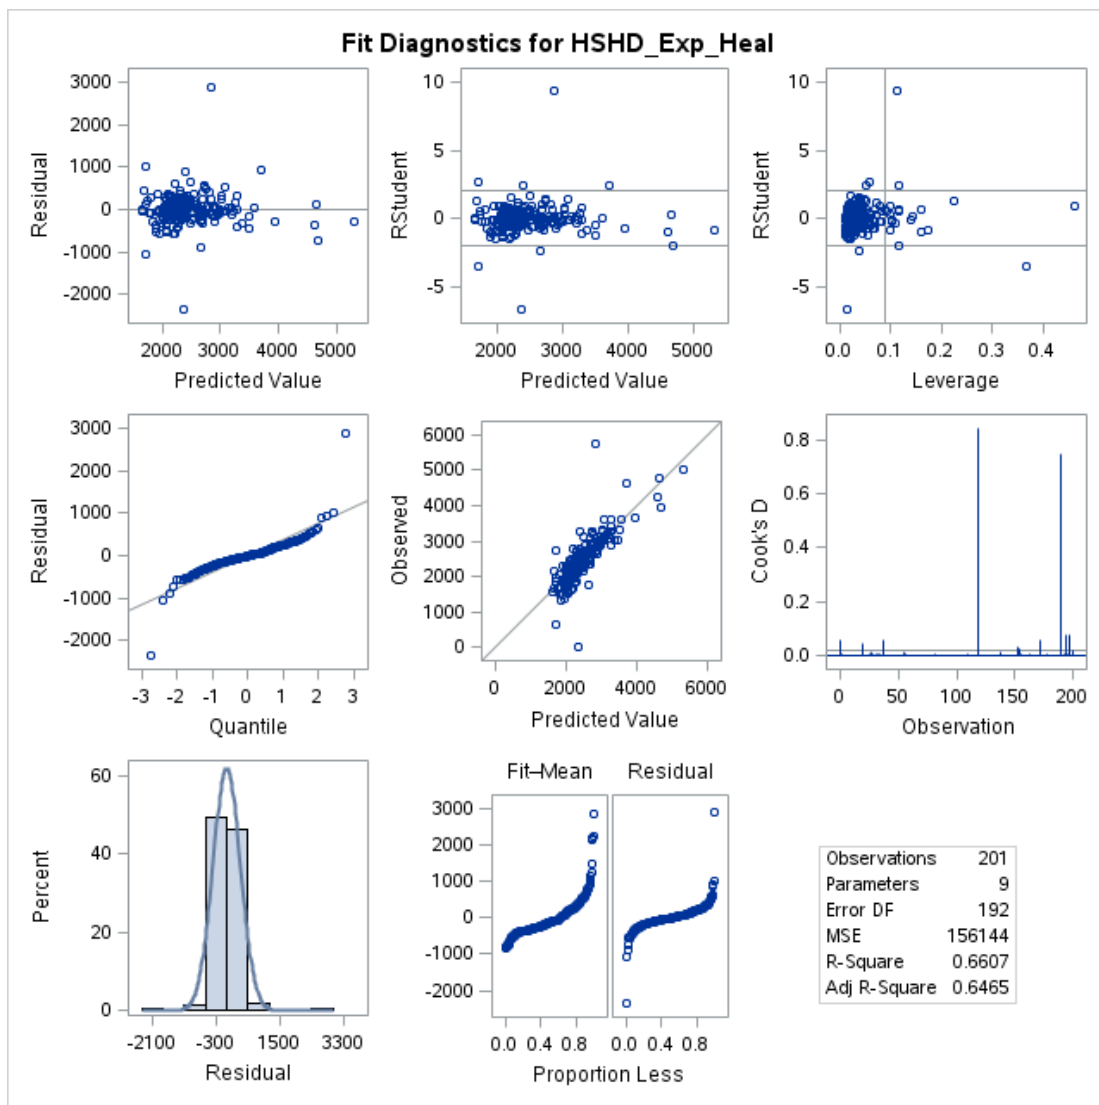 Fit Diagnostics for HSHD_Exp_Heal
3000
2000
1000
0
-1000
-2000
Residual
2000 3000 4000 5000
Predicted Value
10
5
0
-5
RStudent
2000 3000 4000 5000
Predicted Value
10
5
0
-5
RStudent
0.0 0.1 0.2 0.3 0.4
Leverage
3000
2000
1000
0
-1000
-2000
Residual
-3 -2 -1 0 1 2 3
Quantile
6000
5000
4000
3000
2000
1000
0
Observed
0 2000 4000 6000
Predicted Value
0.8
0.6
0.4
0.2
0.0
Cook's D
0 50 100 150 200
Observation
60
40
20
0
Percent
-2100 -300 1500 3300
Residual
Fit–Mean Residual
3000
2000
1000
0
-1000
-2000
0.0 0.4 0.8 0.0 0.4 0.8
Proportion Less
Observations 201
Parameters 9
Error DF 192
MSE 156144
R-Square 0.6607
Adj R-Square 0.6465